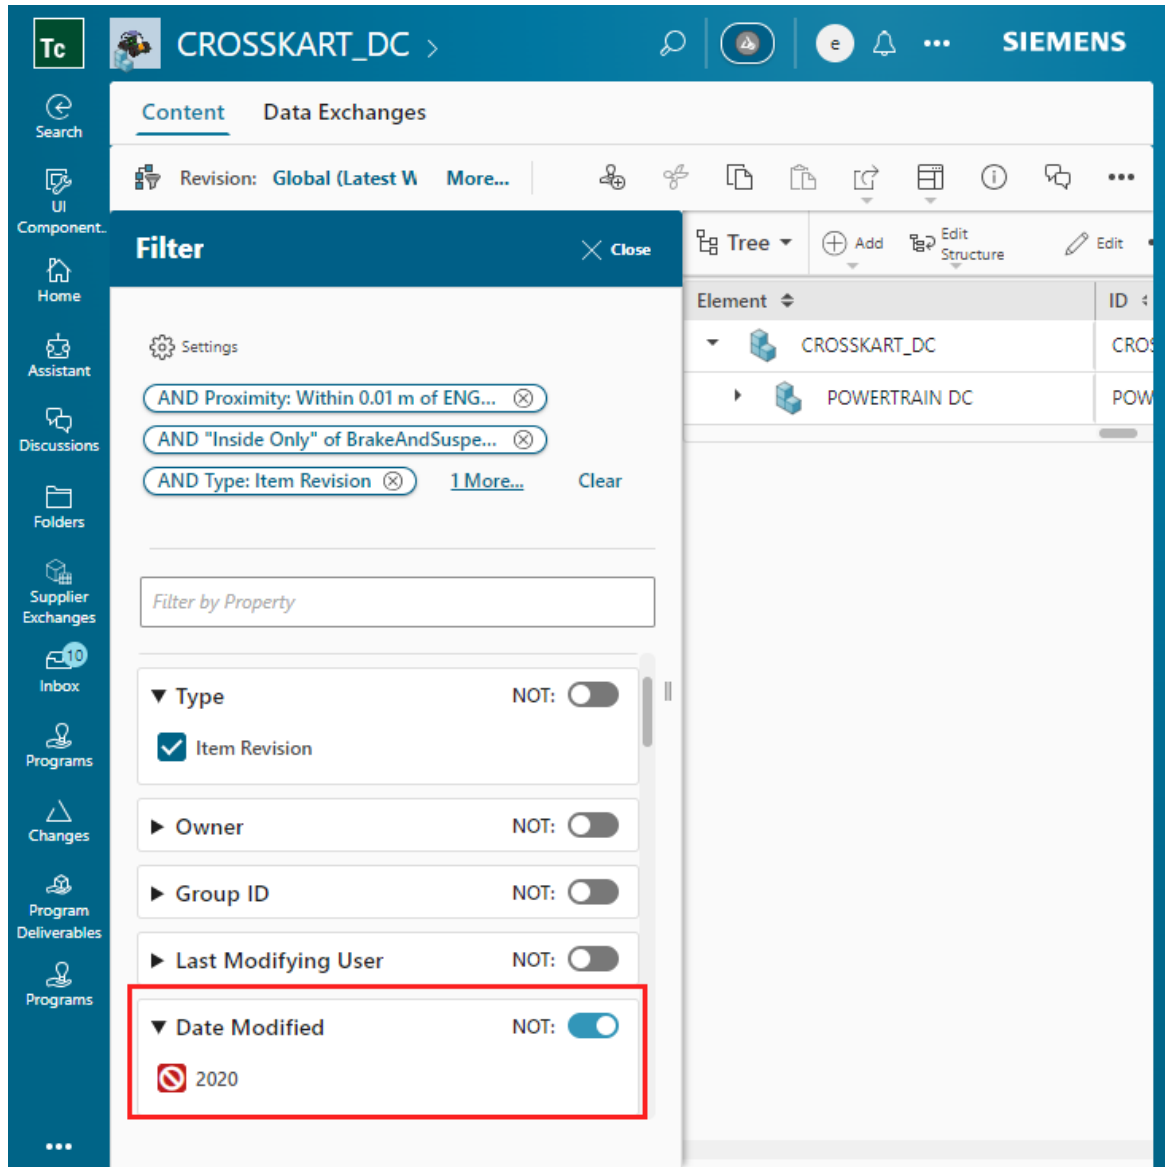 Tc
CROSSKART_DC >
e
SIEMENS
Search
UI
Component..
Home
Assistant
Discussions
Folders
Supplier
Exchanges
10
Inbox
Programs
Changes
Program
Deliverables
Programs
Content Data Exchanges
Revision: Global (Latest W More...
Filter
Close
Settings
AND Proximity: Within 0.01 m of ENG...
AND "Inside Only" of BrakeAndSuspe...
AND Type: Item Revision 1 More... Clear
Filter by Property
Type NOT:
Item Revision
Owner NOT:
Group ID NOT:
Last Modifying User NOT:
Date Modified NOT:
2020
Tree Add Edit
Structure
Edit
Element ID
CROSSKART_DC CROS
POWERTRAIN DC POW